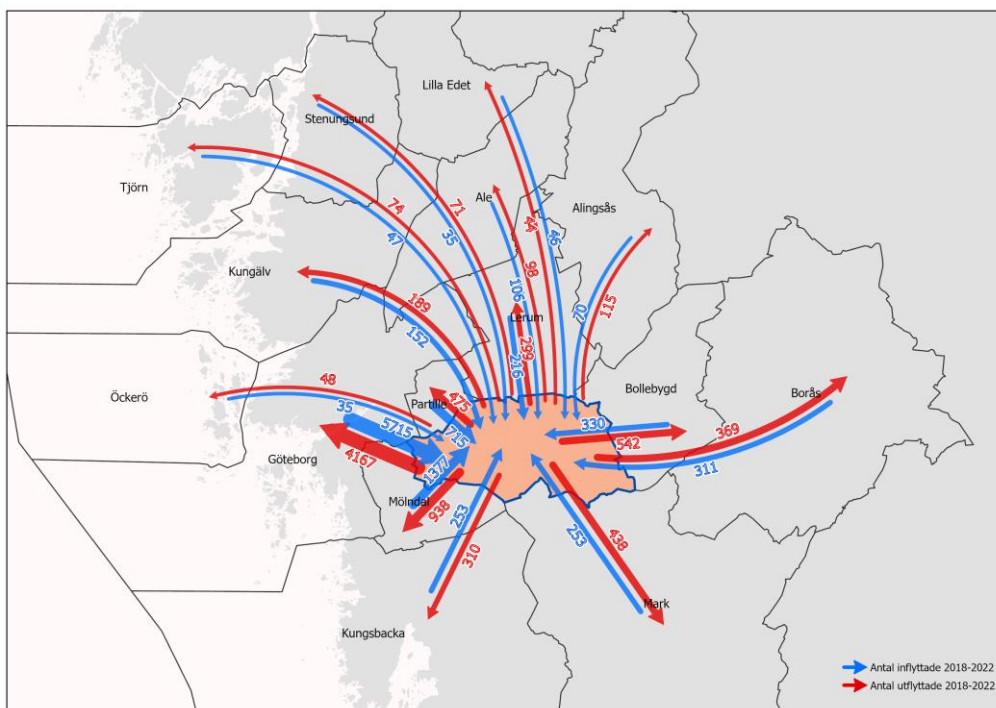 Lilla Edet
Stenungsund
Tjörn
Ale
Alingsås
74
71
46
47
35
98
Kungälv
106
189
152
Lerum
70
115
299
216
48
Partille
475
Bollebygd
Borås
Öckerö
35
5715
715
330
369
542
311
Göteborg
4167
1377
Mölndal
938
253
310
253
438
Kungsbacka
Mark
Antal inflyttade 2018-2022
Antal utflyttade 2018-2022